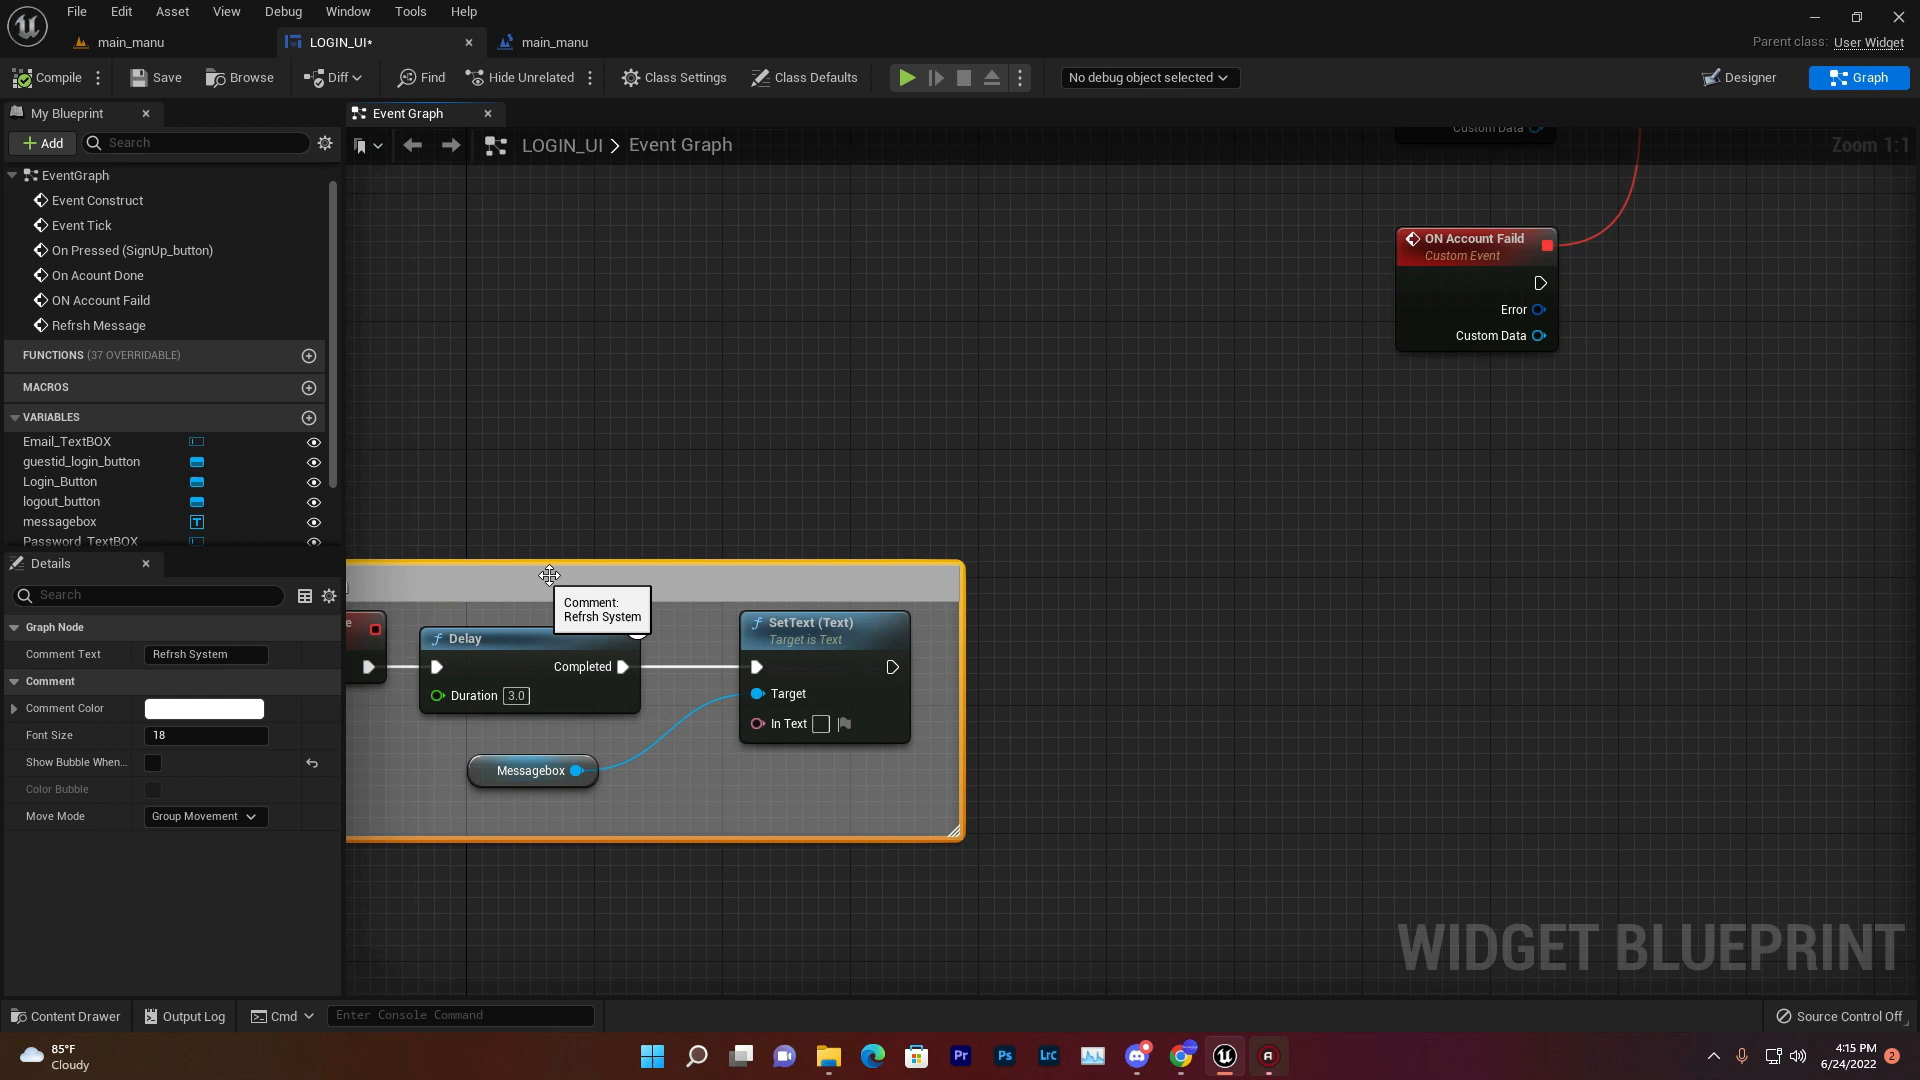 File Edit Asset View Debug Window Tools Help
main_manu LOGIN_UI* main_manu
Parent class: User Widget
Compile Save Browse Diff Find Hide Unrelated Class Settings Class Defaults No debug object selected Designer Graph
My Blueprint
Event Graph
Add Search
LOGIN_UI > Event Graph
Zoom 1:1
Custom Data
EventGraph
Event Construct
Event Tick
On Pressed (SignUp_button)
On Acount Done
ON Account Faild
Refrsh Message
FUNCTIONS (37 OVERRIDABLE)
MACROS
VARIABLES
Email_TextBOX
guestid_login_button
Login_Button
logout_button
messagebox
Password_TextBOX
ON Account Faild
Custom Event
Error
Custom Data
Details
Search
Graph Node
Comment Text Refrsh System
Comment
Comment Color
Font Size 18
Show Bubble When...
Color Bubble
Move Mode Group Movement
Comment:
Refrsh System
e
Delay
Completed
Duration 3.0
SetText (Text)
Target is Text
Target
In Text
Messagebox
WIDGET BLUEPRINT
Content Drawer Output Log Cmd Enter Console Command Source Control Off
85°F
Cloudy
Pr Ps LrC
4:15 PM
6/24/2022
2